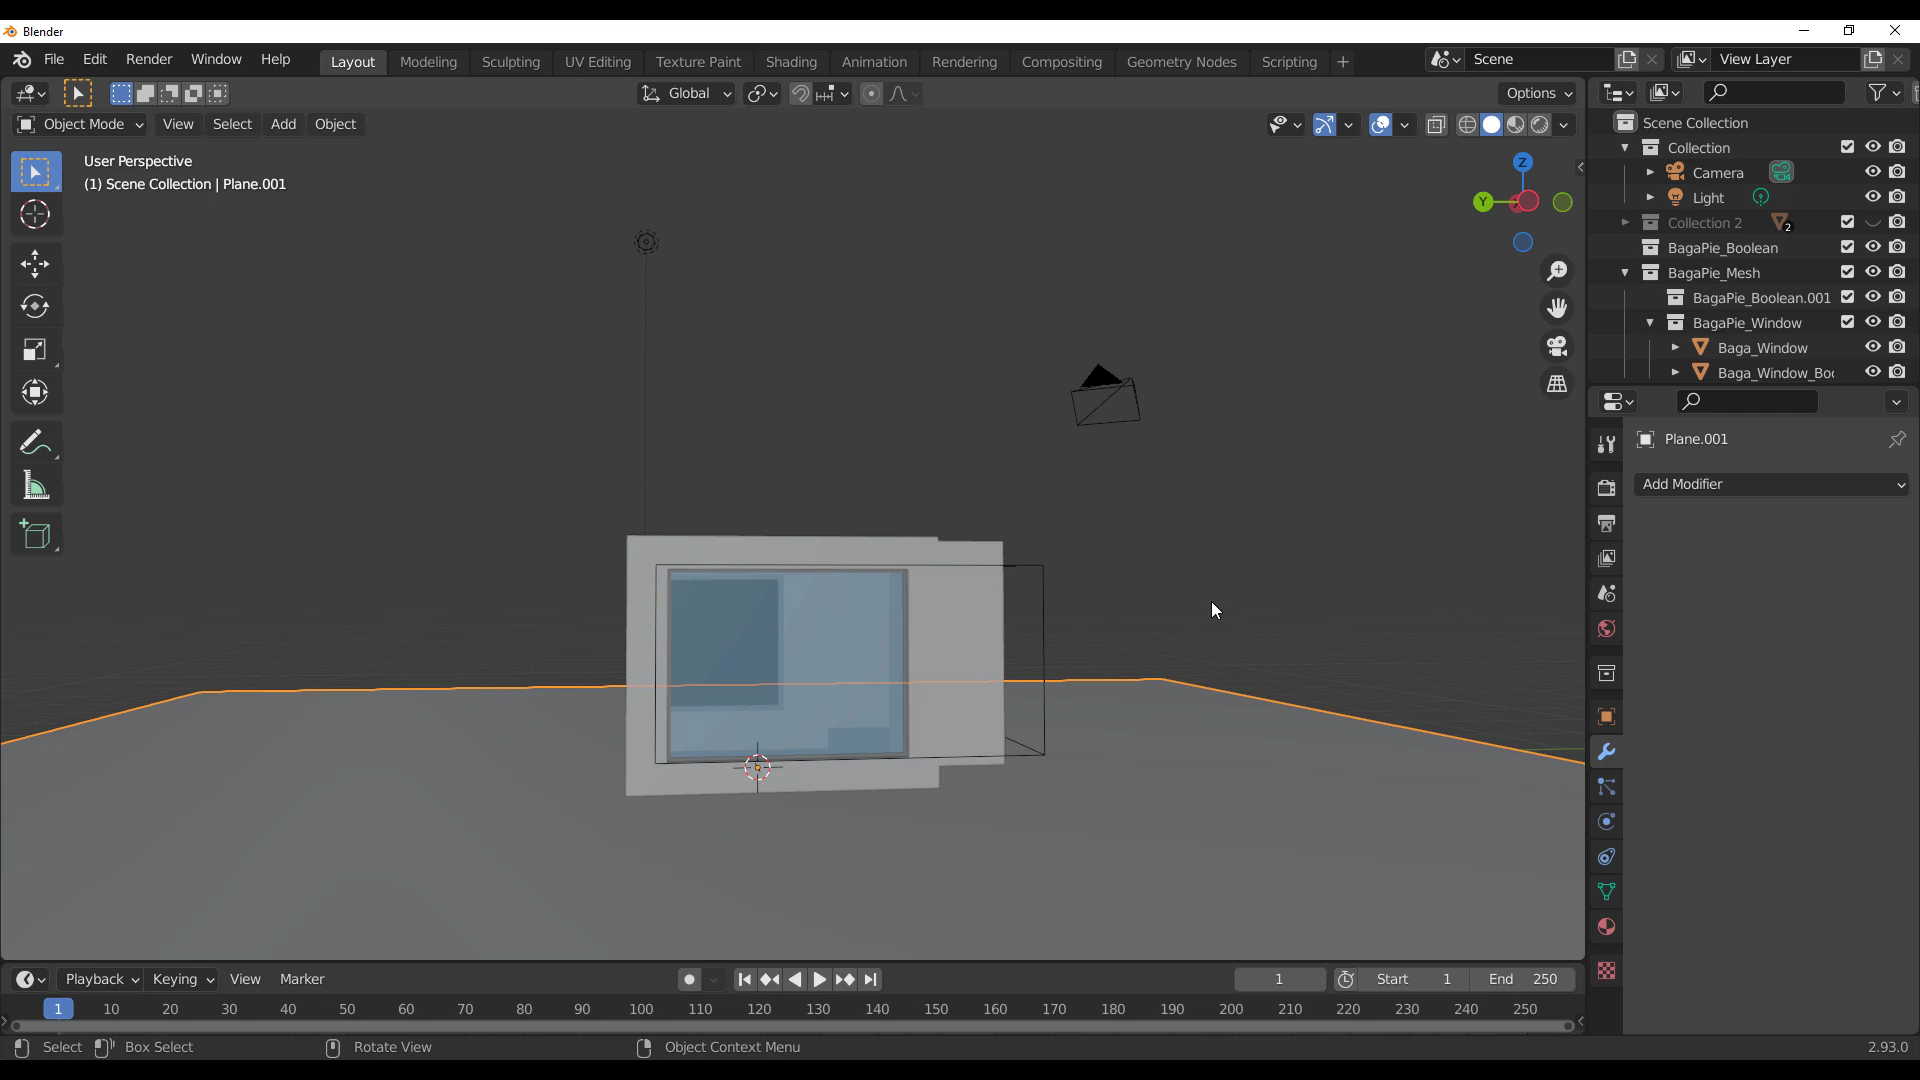 Blender
File Edit Render Window Help Layout Modeling Sculpting UV Editing Texture Paint Shading Animation Rendering Compositing Geometry Nodes Scripting + Scene View Layer
Global Options
Object Mode View Select Add Object
User Perspective
(1) Scene Collection | Plane.001
Z
Y
Scene Collection
Collection
Camera
Light
Collection 2 2
BagaPie_Boolean
BagaPie_Mesh
BagaPie_Boolean.001
BagaPie_Window
Baga_Window
Baga_Window_Boo
Plane.001
Add Modifier
Playback Keying View Marker 1 Start 1 End 250
1 10 20 30 40 50 60 70 80 90 100 110 120 130 140 150 160 170 180 190 200 210 220 230 240 250
Select Box Select Rotate View Object Context Menu 2.93.0